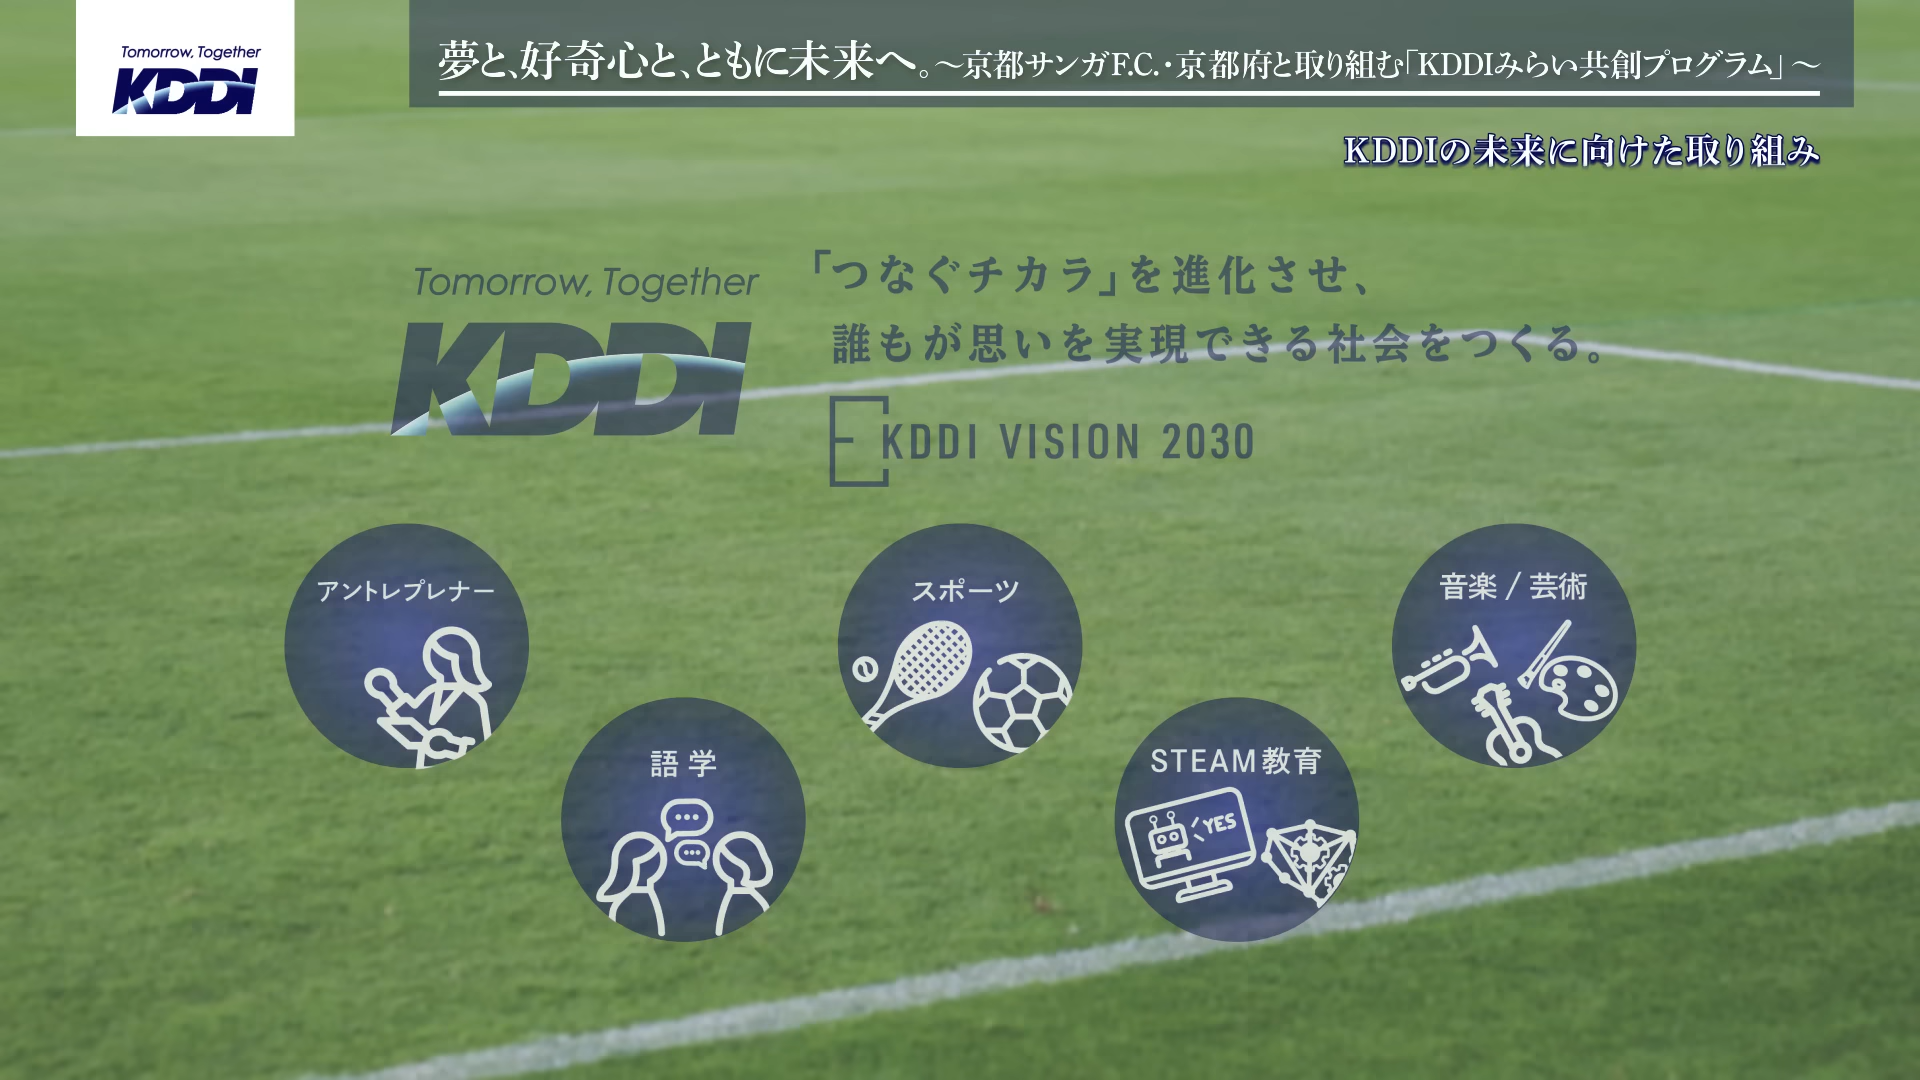 Tomorrow, Together
KDDI
夢と、好奇心と、ともに未来へ。～京都サンガF.C.・京都府と取り組む「KDDIみらい共創プログラム」～
KDDIの未来に向けた取り組み
Tomorrow, Together
KDDI
「つなぐチカラ」を進化させ、
誰もが思いを実現できる社会をつくる。
KDDI VISION 2030
アントレプレナー
スポーツ
音楽 / 芸術
語学
STEAM教育
YES